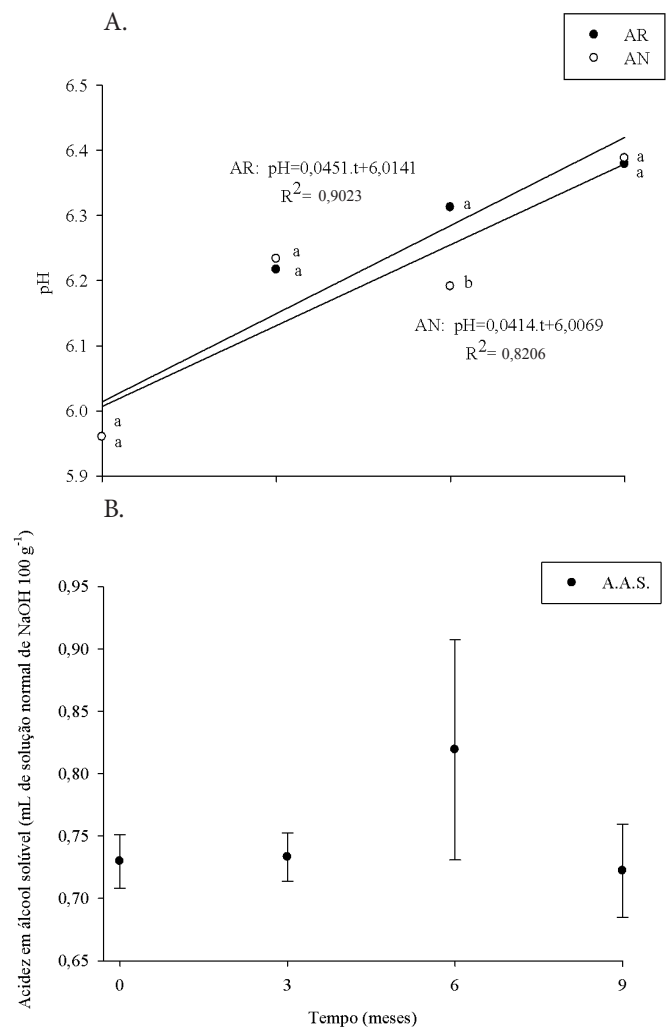 A.
AR
AN
6.5
6.4
6.3
6.2
6.1
6.0
5.9
pH
AR: pH=0,0451.t+6,0141
R²= 0,9023
a
a
a
a
a
b
AN: pH=0,0414.t+6,0069
R²= 0,8206
a
a
B.
A.A.S.
0,95
0,90
0,85
0,80
0,75
0,70
0,65
Acidez em álcool solúvel (mL de solução normal de NaOH 100 g⁻¹)
0 3 6 9
Tempo (meses)